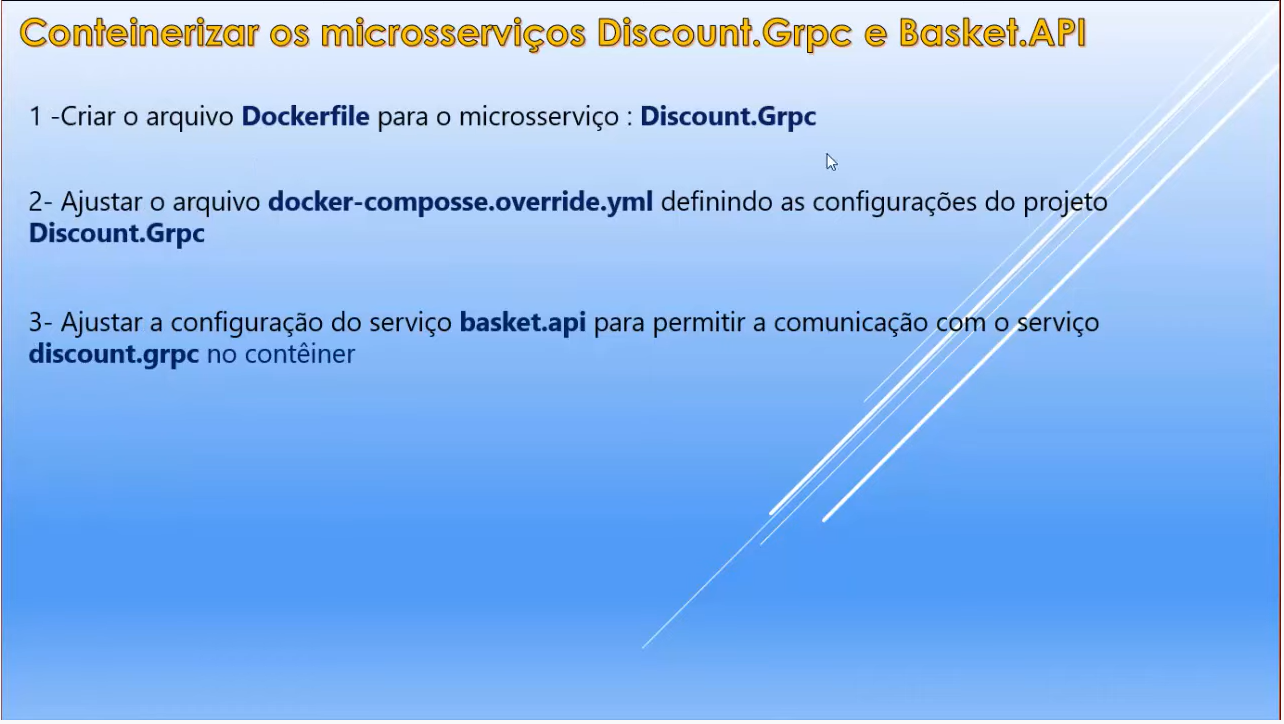 Conteinerizar os microsserviços Discount.Grpc e Basket.API
1 -Criar o arquivo Dockerfile para o microsserviço : Discount.Grpc
2- Ajustar o arquivo docker-composse.override.yml definindo as configurações do projeto
Discount.Grpc
3- Ajustar a configuração do serviço basket.api para permitir a comunicação com o serviço
discount.grpc no contêiner